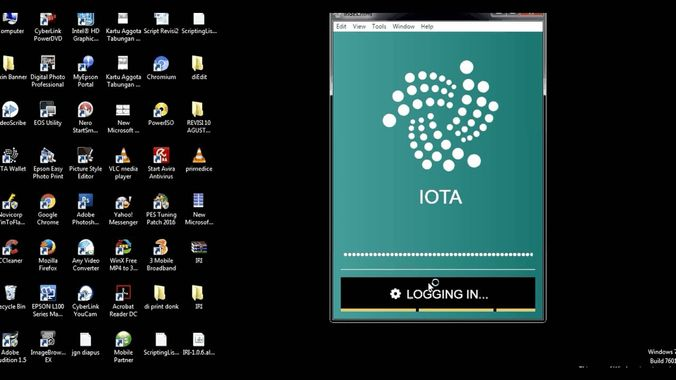 omputer
CyberLink
PowerDVD
Intel® HD
Graphic...
Kartu Aggota
Tabungan ...
Script Revisi2
ScriptingLis...
kin Banner
Digital Photo
Professional
MyEpson
Portal
Kartu Aggota
Tabungan ...
Chromium
diEdit
deoScribe
EOS Utility
Nero
StartSm...
New
Microsoft ...
PowerISO
REVISI 10
AGUST...
TA Wallet
Epson Easy
Photo Print
Picture Style
Editor
VLC media
player
Start Avira
Antivirus
primedice
Novicorp
inToFla...
Google
Chrome
Adobe
Photosh...
Yahoo!
Messenger
PES Tuning
Patch 2016
New
Microsof...
CCleaner
Mozilla
Firefox
Any Video
Converter
WinX Free
MP4 to 3...
3 Mobile
Broadband
IRI
ecycle Bin
EPSON L100
Series Ma...
CyberLink
YouCam
Acrobat
Reader DC
di print donk
IRI
Adobe
udition 1.5
ImageBrow...
EX
jgn diapus
Mobile
Partner
ScriptingLis...
IRI-1.0.6.al...
Edit View Tools Window Help
IOTA
LOGGING IN...
Windows 7
Build 7601